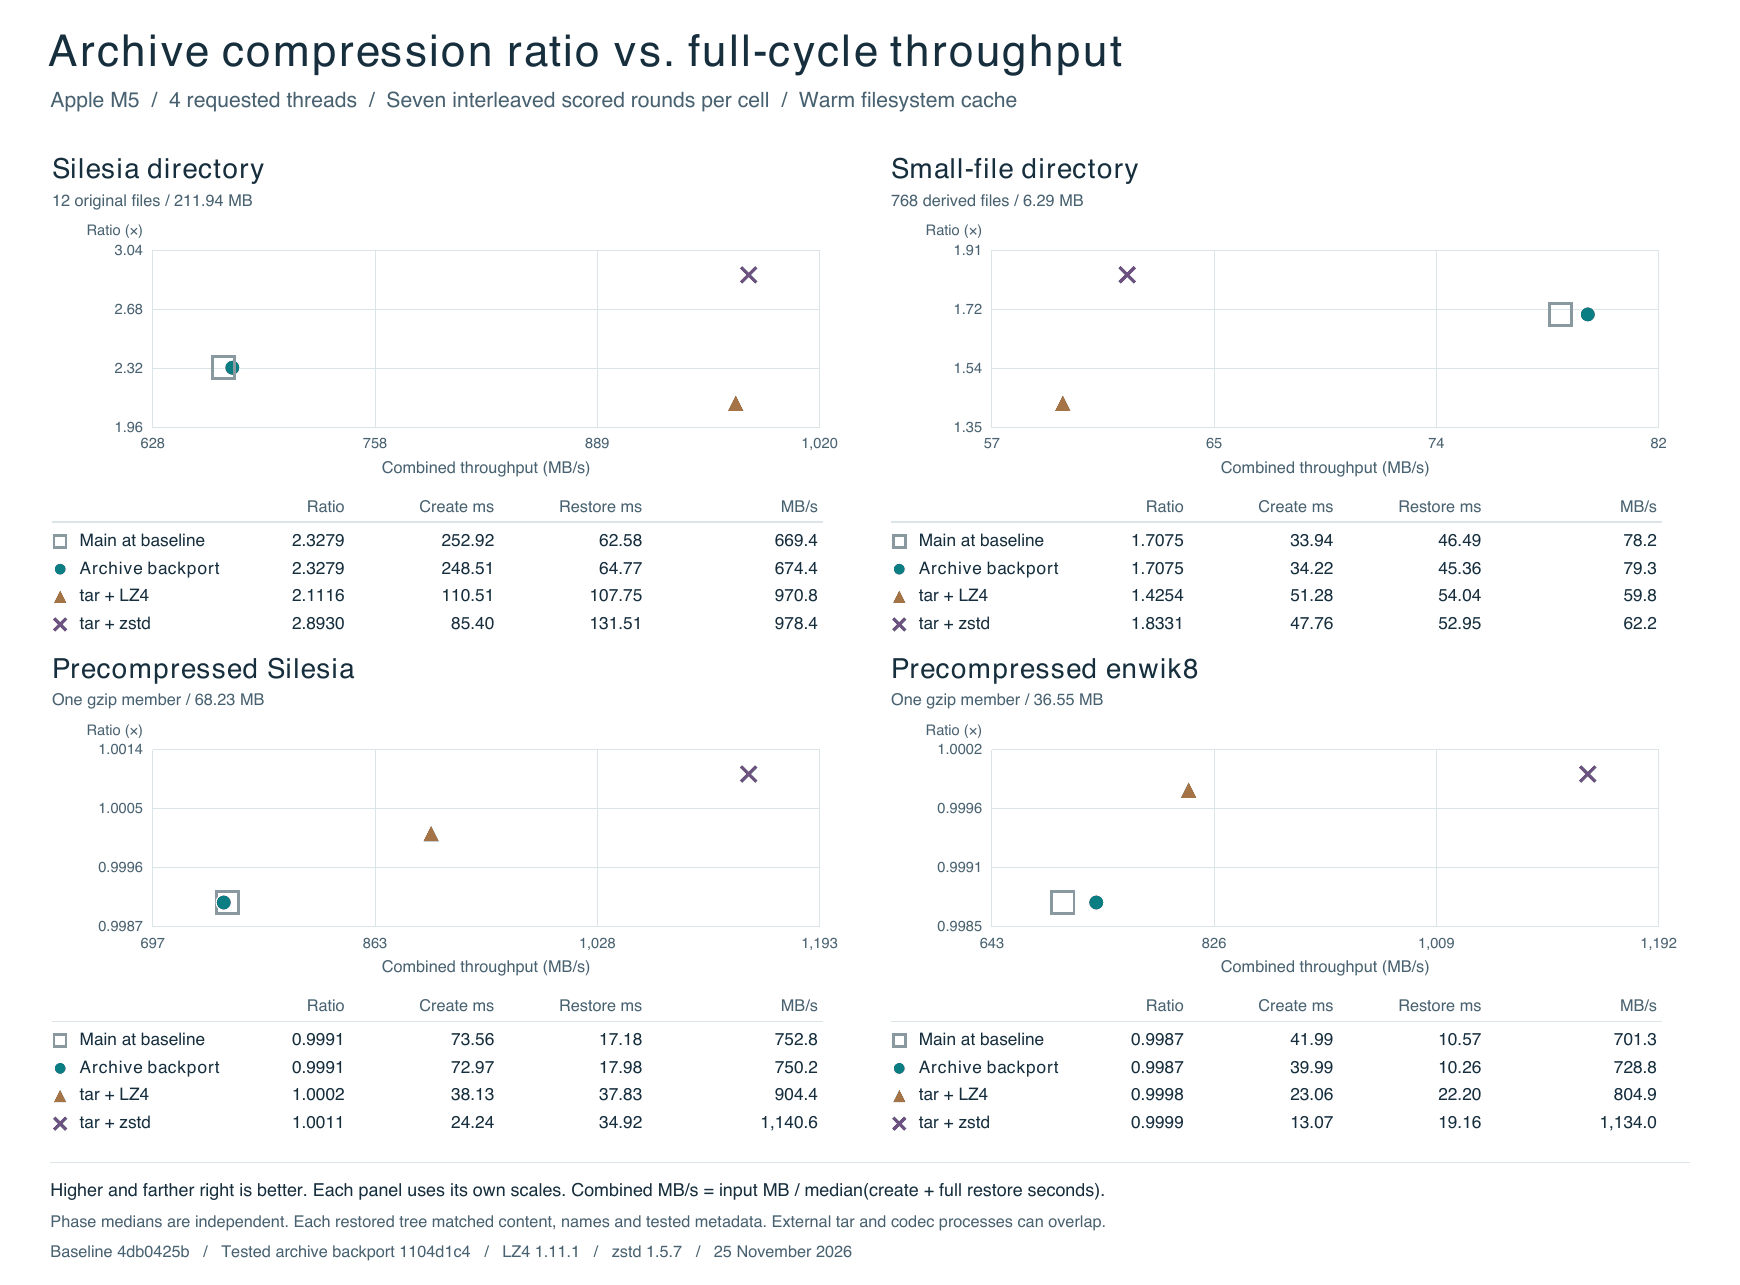 Archive compression ratio vs. full-cycle throughput
Apple M5 / 4 requested threads / Seven interleaved scored rounds per cell / Warm filesystem cache
Silesia directory
12 original files / 211.94 MB
Ratio (×)
3.04
2.68
2.32
1.96
628 758 889 1,020
Combined throughput (MB/s)
Ratio Create ms Restore ms MB/s
Main at baseline 2.3279 252.92 62.58 669.4
Archive backport 2.3279 248.51 64.77 674.4
tar + LZ4 2.1116 110.51 107.75 970.8
tar + zstd 2.8930 85.40 131.51 978.4
Small-file directory
768 derived files / 6.29 MB
Ratio (×)
1.91
1.72
1.54
1.35
57 65 74 82
Combined throughput (MB/s)
Ratio Create ms Restore ms MB/s
Main at baseline 1.7075 33.94 46.49 78.2
Archive backport 1.7075 34.22 45.36 79.3
tar + LZ4 1.4254 51.28 54.04 59.8
tar + zstd 1.8331 47.76 52.95 62.2
Precompressed Silesia
One gzip member / 68.23 MB
Ratio (×)
1.0014
1.0005
0.9996
0.9987
697 863 1,028 1,193
Combined throughput (MB/s)
Ratio Create ms Restore ms MB/s
Main at baseline 0.9991 73.56 17.18 752.8
Archive backport 0.9991 72.97 17.98 750.2
tar + LZ4 1.0002 38.13 37.83 904.4
tar + zstd 1.0011 24.24 34.92 1,140.6
Precompressed enwik8
One gzip member / 36.55 MB
Ratio (×)
1.0002
0.9996
0.9991
0.9985
643 826 1,009 1,192
Combined throughput (MB/s)
Ratio Create ms Restore ms MB/s
Main at baseline 0.9987 41.99 10.57 701.3
Archive backport 0.9987 39.99 10.26 728.8
tar + LZ4 0.9998 23.06 22.20 804.9
tar + zstd 0.9999 13.07 19.16 1,134.0
Higher and farther right is better. Each panel uses its own scales. Combined MB/s = input MB / median(create + full restore seconds).
Phase medians are independent. Each restored tree matched content, names and tested metadata. External tar and codec processes can overlap.
Baseline 4db0425b / Tested archive backport 1104d1c4 / LZ4 1.11.1 / zstd 1.5.7 / 25 November 2026